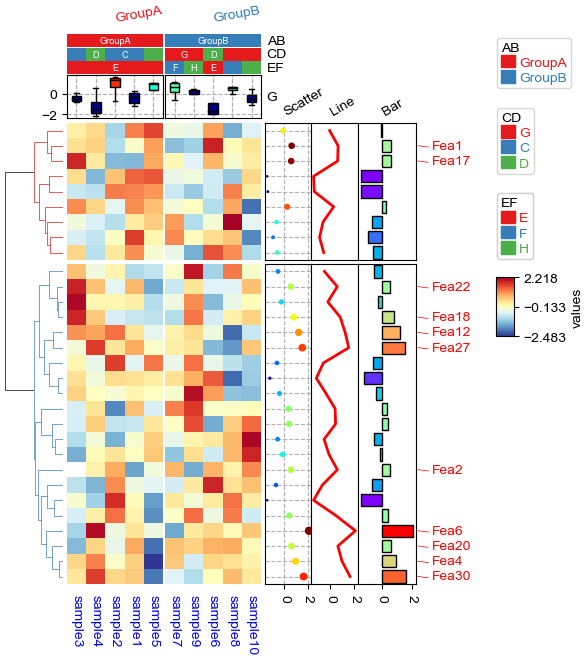 GroupA GroupB
GroupA GroupB AB
D C G D CD
E F H E EF
0
−2
G
Scatter Line Bar
Fea1
Fea17
Fea22
Fea18
Fea12
Fea27
Fea2
Fea6
Fea20
Fea4
Fea30
0 2 0 2 0 2
sample3 sample4 sample2 sample1 sample5 sample7 sample9 sample6 sample8 sample10
AB
GroupA
GroupB
CD
G
C
D
EF
E
F
H
2.218
−0.133
−2.483
values